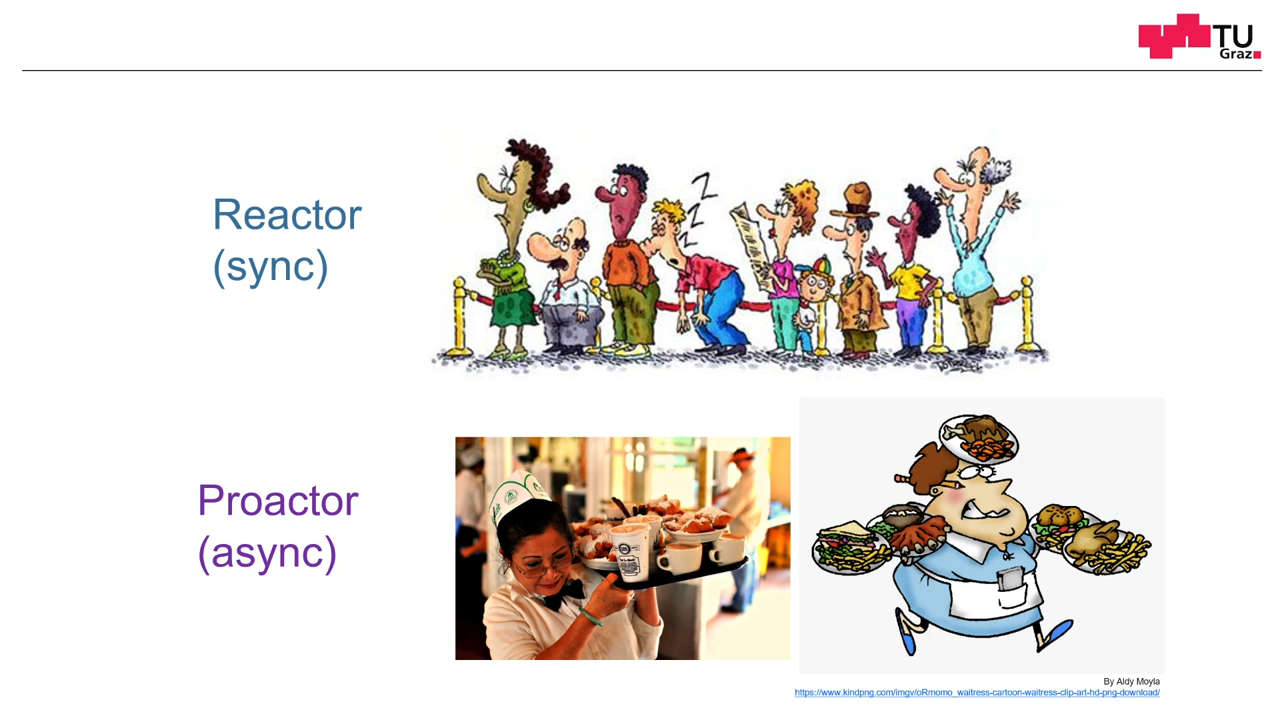 TU
Graz
Reactor
(sync)
Z
Z
Z
Proactor
(async)
By Aldy Moyla
https://www.kindpng.com/imgv/oRmomo_waitress-cartoon-waitress-clip-art-hd-png-download/